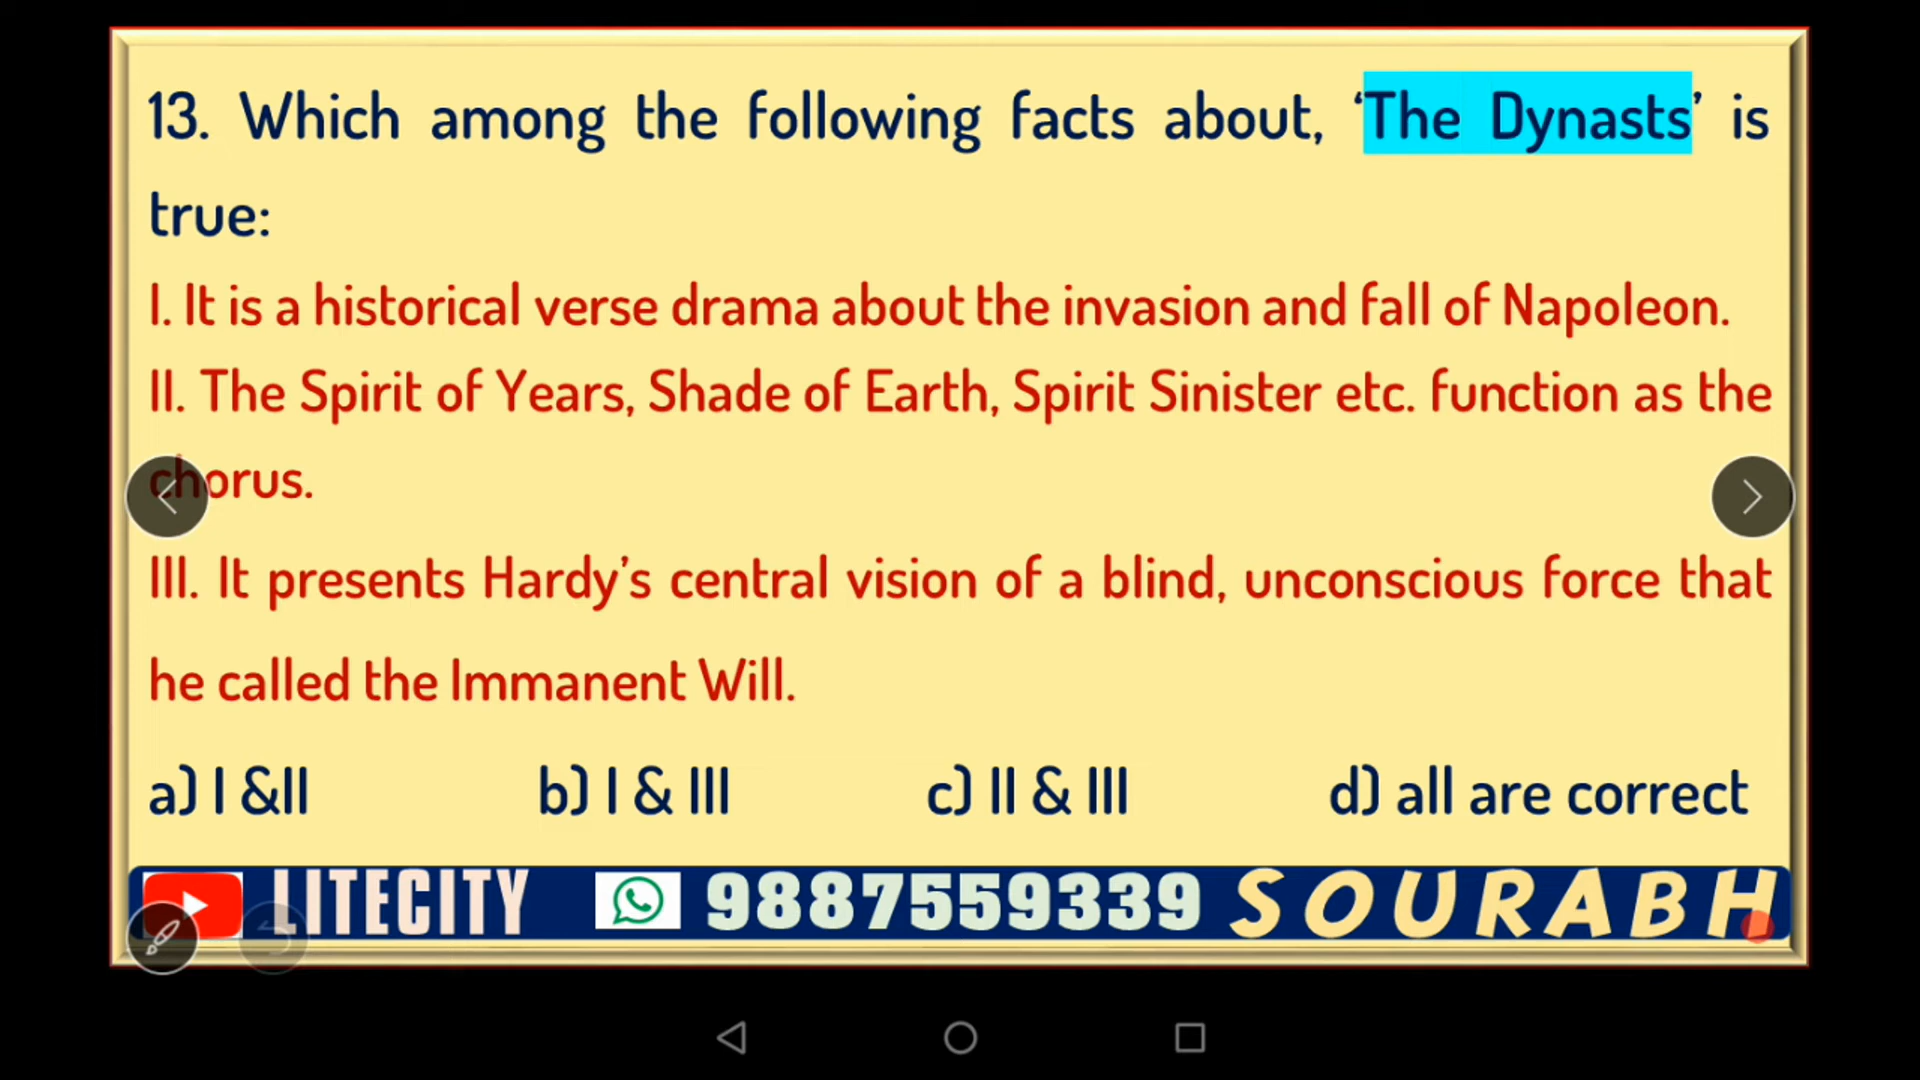 13. Which among the following facts about, ‘The Dynasts’ is
true:
I. It is a historical verse drama about the invasion and fall of Napoleon.
II. The Spirit of Years, Shade of Earth, Spirit Sinister etc. function as the
chorus.
III. It presents Hardy’s central vision of a blind, unconscious force that
he called the Immanent Will.
a) I &II b) I & III c) II & III d) all are correct
LITECITY 9887559339 SOURABH